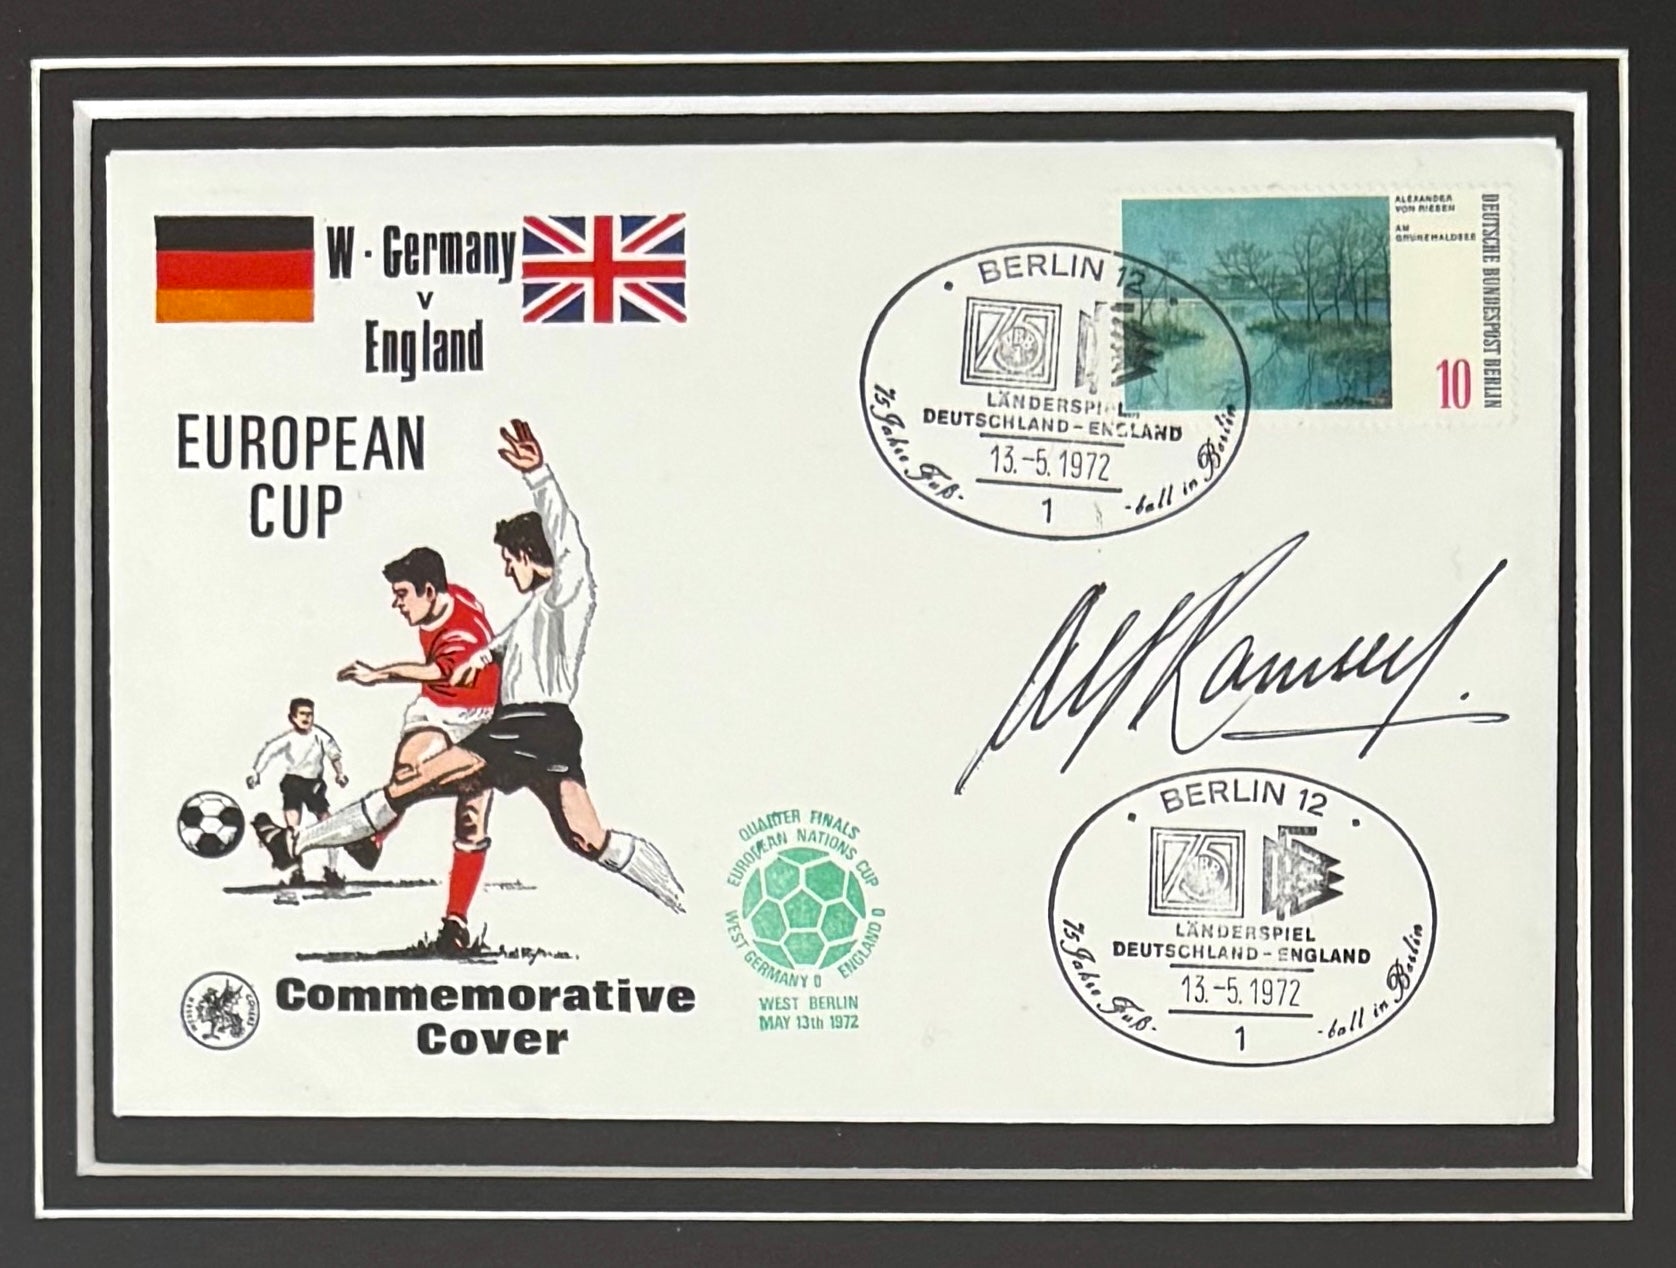 W · Germany
v
England
EUROPEAN
CUP
Commemorative
Cover
QUARTER FINALS
EUROPEAN NATIONS CUP
WEST GERMANY 0
ENGLAND 0
WEST BERLIN
MAY 13th 1972
ALEXANDER
VON RIESEN
AM
GRUNEWALDSEE
DEUTSCHE BUNDESPOST BERLIN
10
BERLIN 12
75
LÄNDERSPIEL
DEUTSCHLAND-ENGLAND
13.-5.1972
1
75 Jahre Fuß-
-ball in Berlin
Alf Ramsey.
BERLIN 12
75
LÄNDERSPIEL
DEUTSCHLAND-ENGLAND
13.-5.1972
1
75 Jahre Fuß-
-ball in Berlin